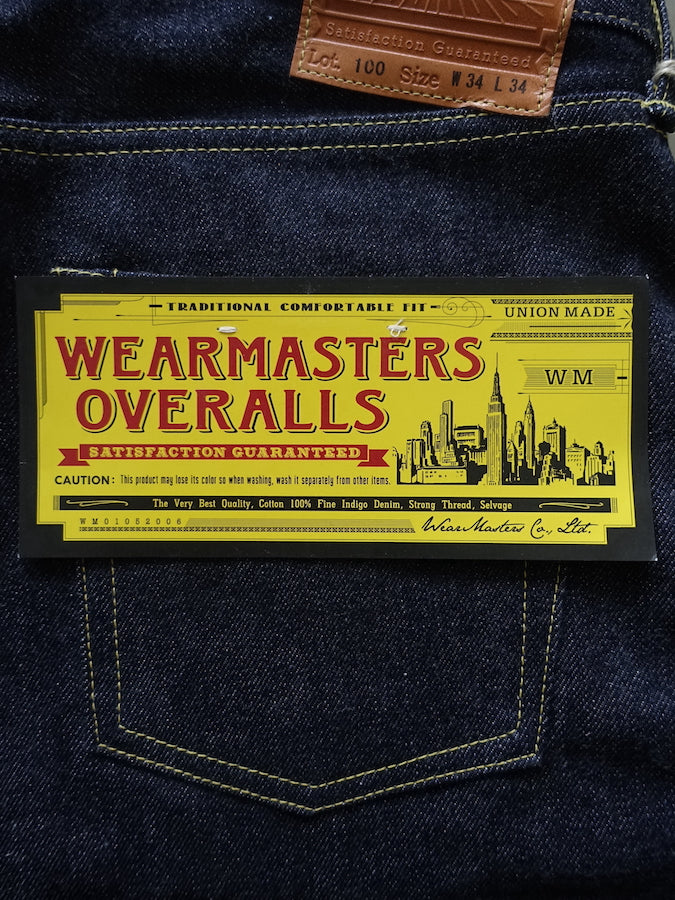 Satisfaction Guaranteed
Lot. 100 Size W34 L34
TRADITIONAL COMFORTABLE FIT
UNION MADE
WEARMASTERS
OVERALLS
WM
SATISFACTION GUARANTEED
CAUTION: This product may lose its color so when washing, wash it separately from other items.
The Very Best Quality, Cotton 100% Fine Indigo Denim, Strong Thread, Selvage
WM01052006
WearMasters Co., Ltd.